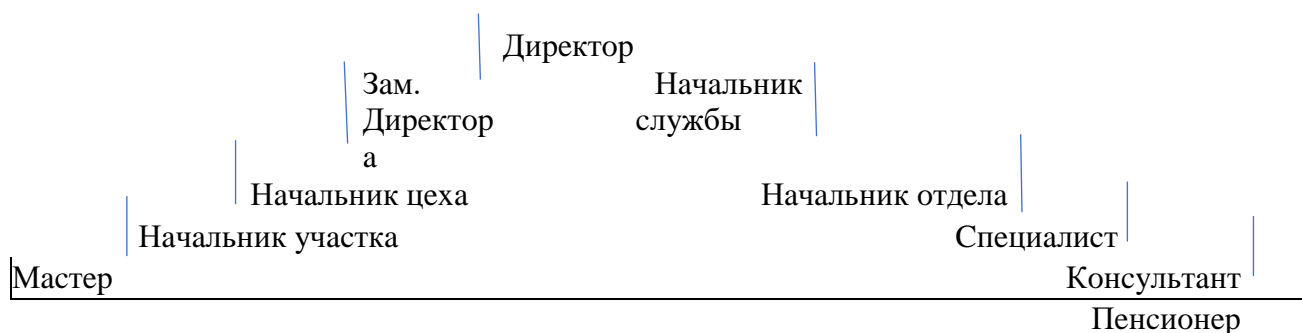 Директор
Зам. Начальник
Директор службы
а
Начальник цеха Начальник отдела
Начальник участка Специалист
Мастер Консультант
Пенсионер